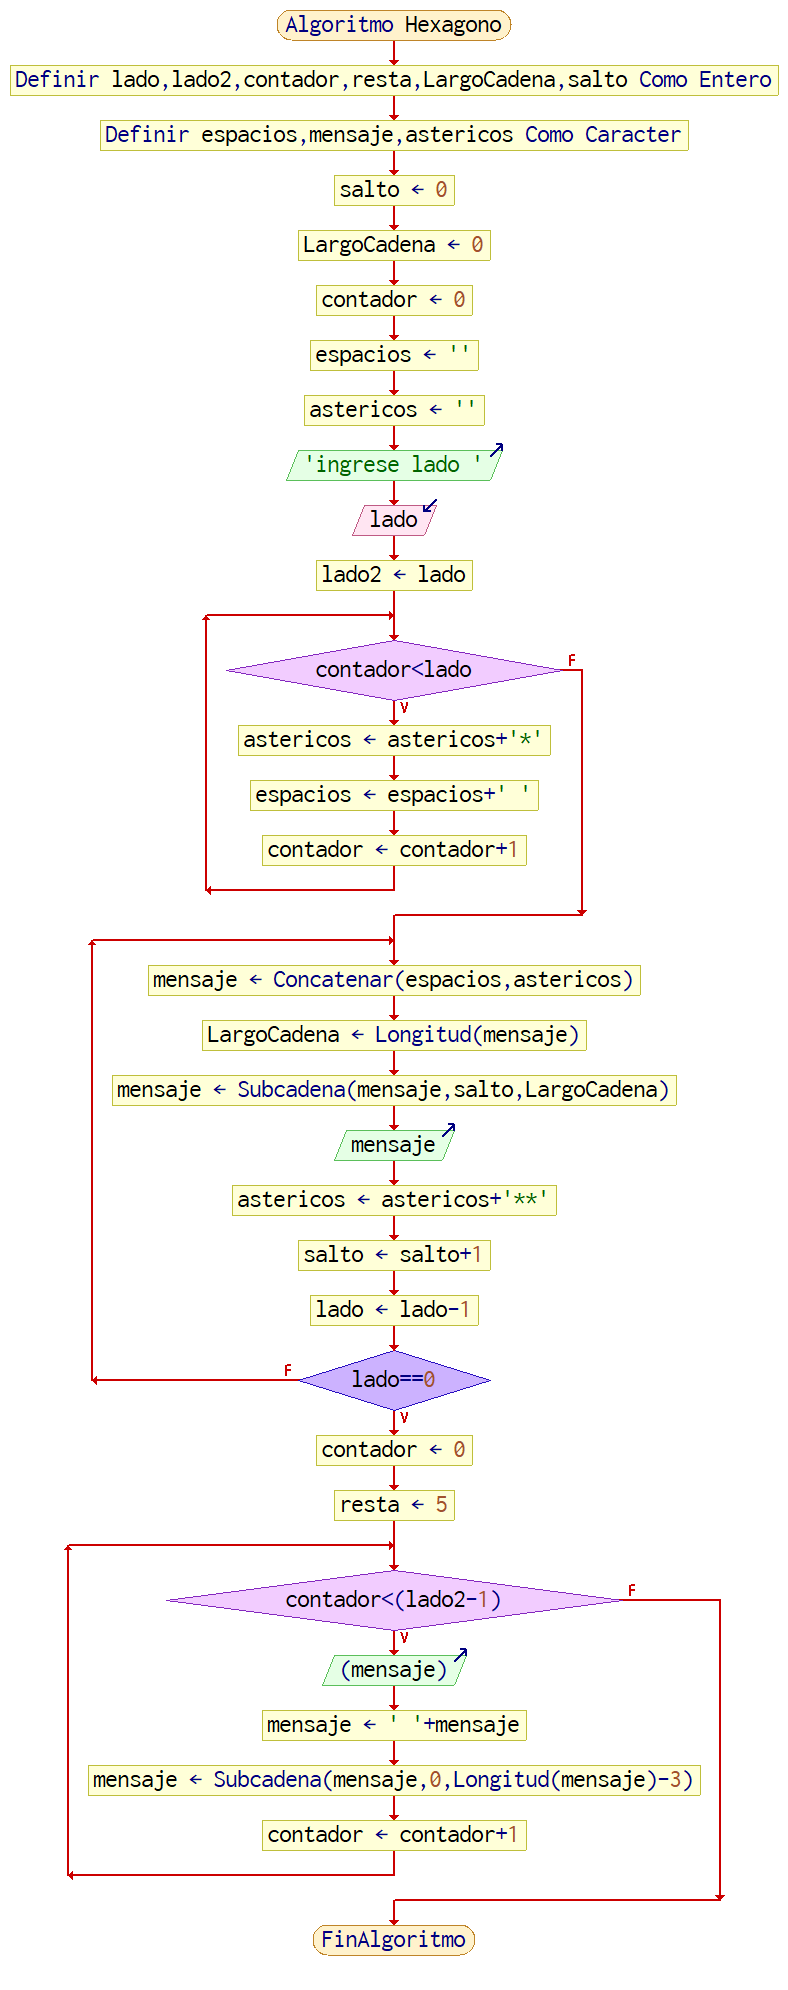 Algoritmo Hexagono
Definir lado,lado2,contador,resta,LargoCadena,salto Como Entero
Definir espacios,mensaje,astericos Como Caracter
salto ← 0
LargoCadena ← 0
contador ← 0
espacios ← ''
astericos ← ''
'ingrese lado '
lado
lado2 ← lado
contador<lado
F
V
astericos ← astericos+'*'
espacios ← espacios+' '
contador ← contador+1
mensaje ← Concatenar(espacios,astericos)
LargoCadena ← Longitud(mensaje)
mensaje ← Subcadena(mensaje,salto,LargoCadena)
mensaje
astericos ← astericos+'**'
salto ← salto+1
lado ← lado-1
F
lado==0
V
contador ← 0
resta ← 5
contador<(lado2-1)
F
V
(mensaje)
mensaje ← ' '+mensaje
mensaje ← Subcadena(mensaje,0,Longitud(mensaje)-3)
contador ← contador+1
FinAlgoritmo